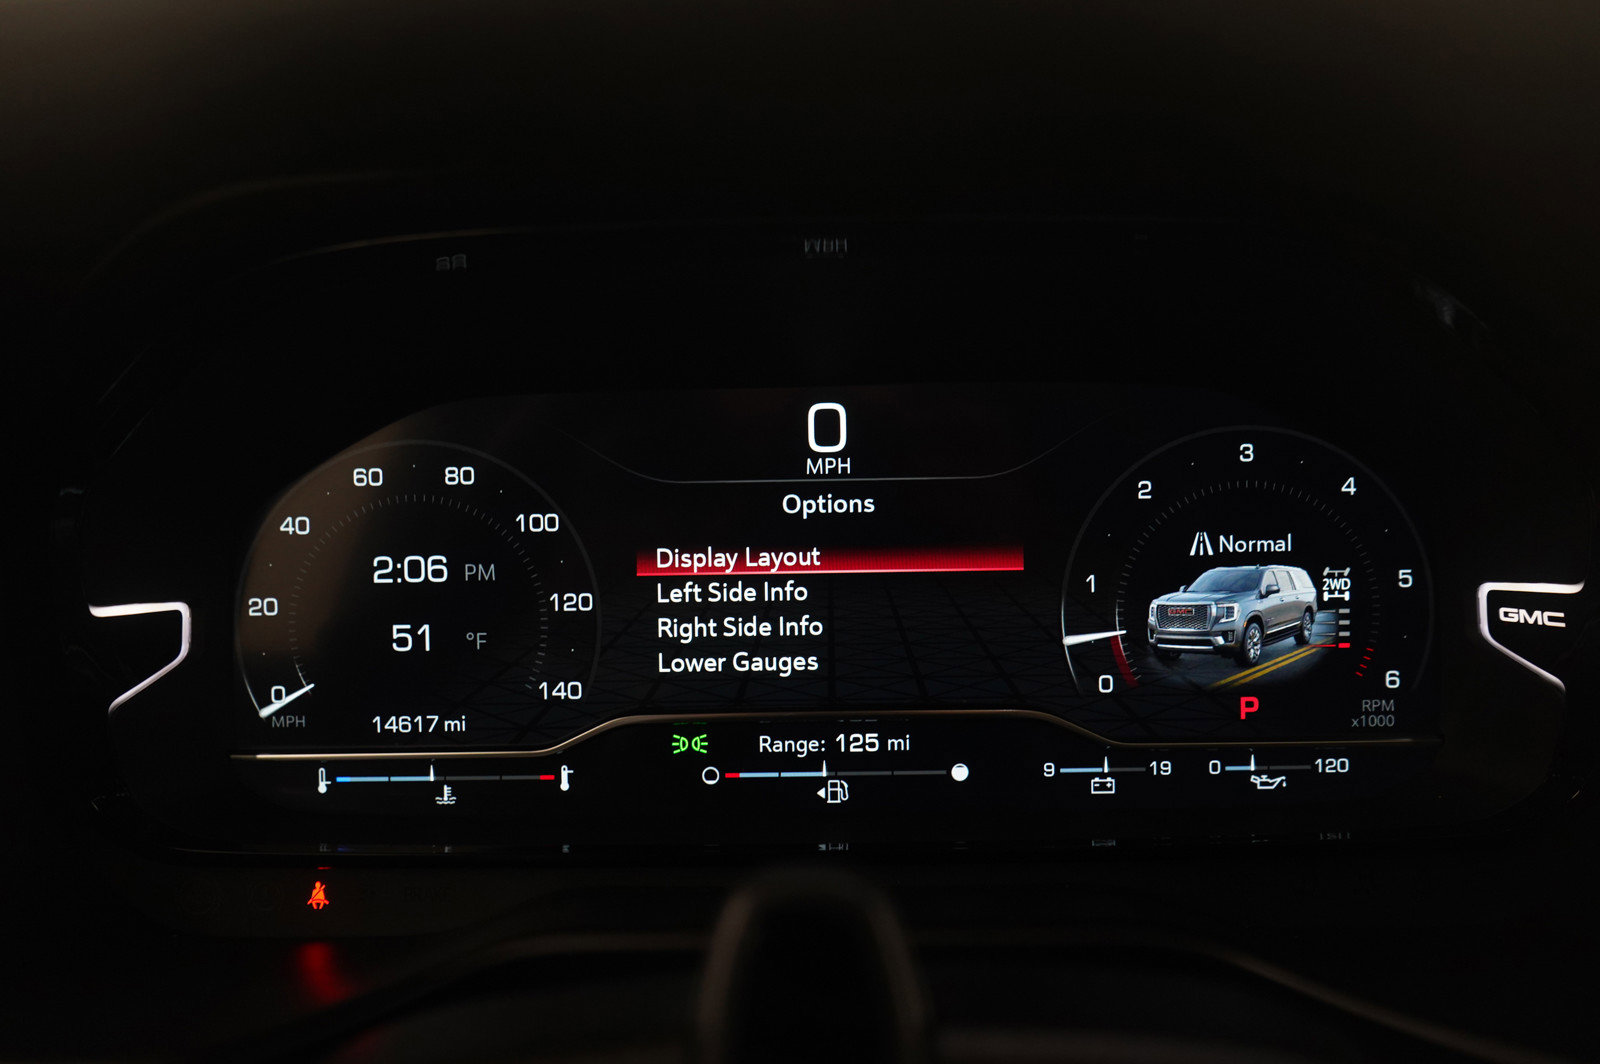 0
MPH
Options
Display Layout
Left Side Info
Right Side Info
Lower Gauges
0
20
40
60
80
100
120
140
MPH
2:06 PM
51 °F
14617 mi
0
1
2
3
4
5
6
RPM
x1000
Normal
2WD
GMC
P
GMC
Range: 125 mi
9
19
0
120
BRAKE